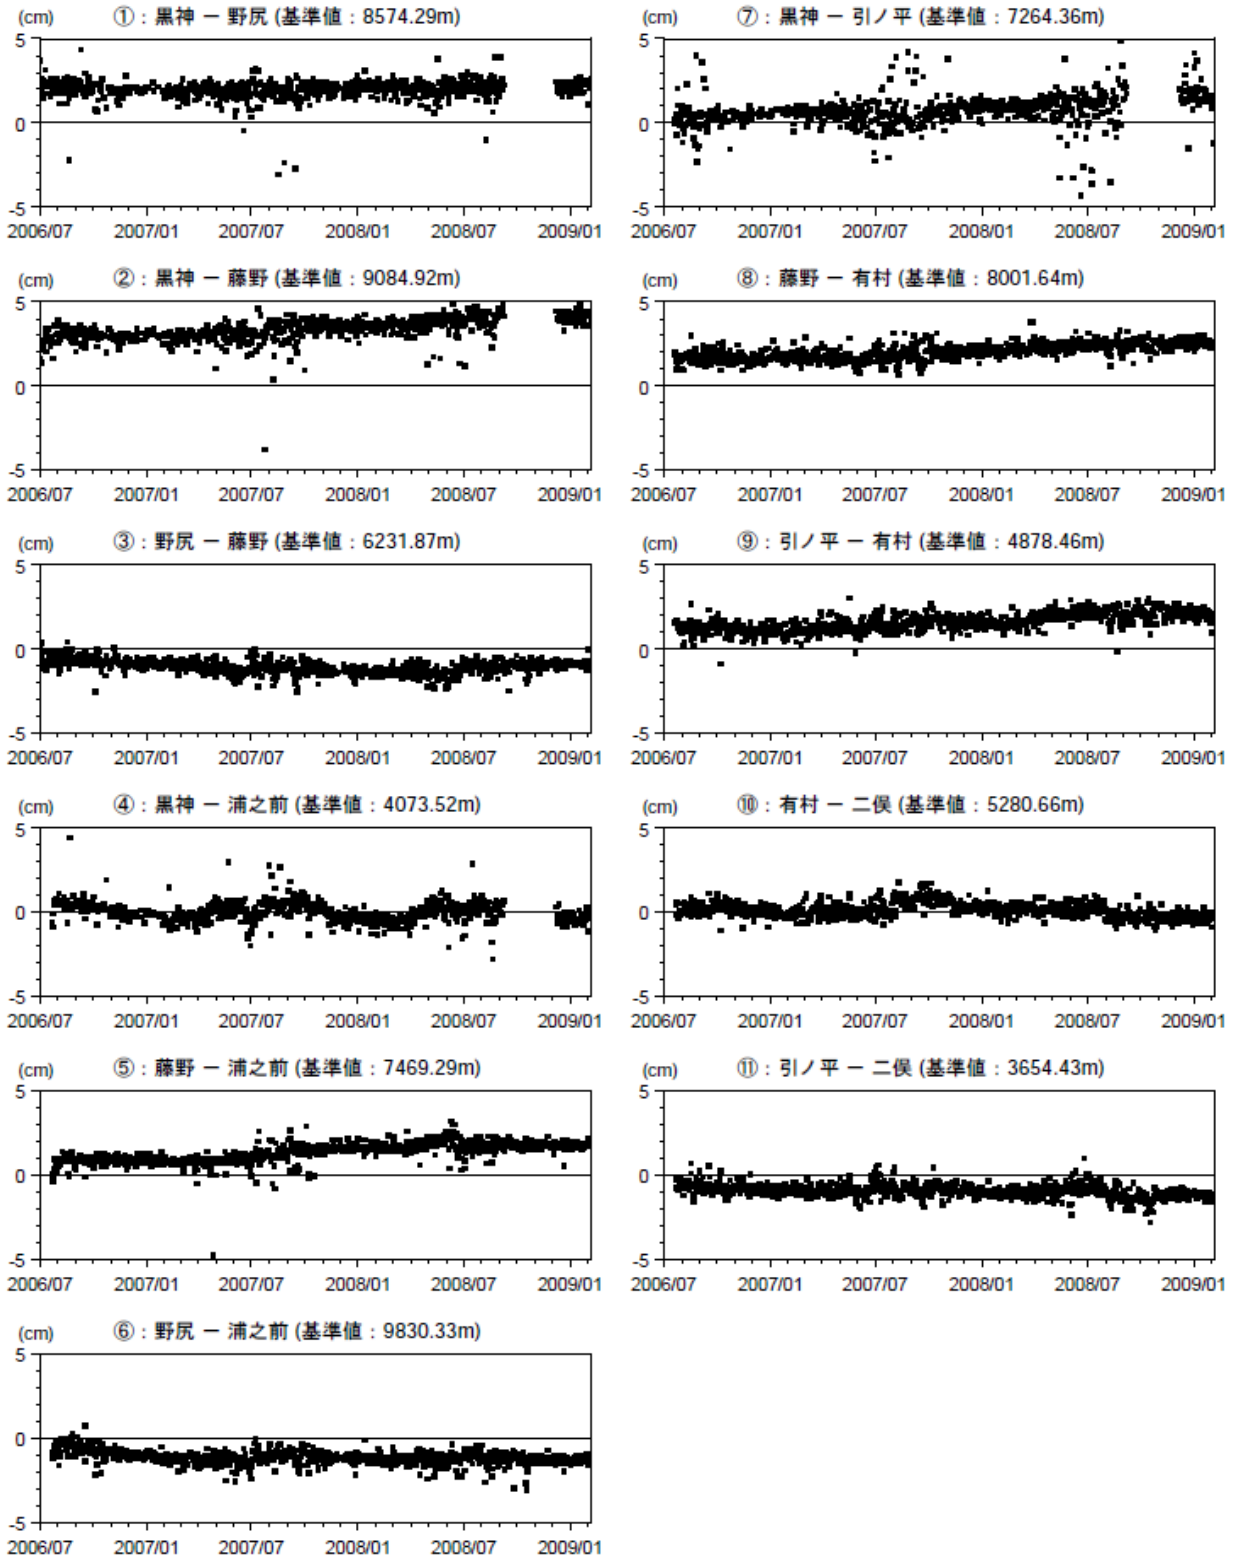 (cm) ①：黒神 ー 野尻 (基準値：8574.29m)
5
0
-5
2006/07 2007/01 2007/07 2008/01 2008/07 2009/01
(cm) ②：黒神 ー 藤野 (基準値：9084.92m)
5
0
-5
2006/07 2007/01 2007/07 2008/01 2008/07 2009/01
(cm) ③：野尻 ー 藤野 (基準値：6231.87m)
5
0
-5
2006/07 2007/01 2007/07 2008/01 2008/07 2009/01
(cm) ④：黒神 ー 浦之前 (基準値：4073.52m)
5
0
-5
2006/07 2007/01 2007/07 2008/01 2008/07 2009/01
(cm) ⑤：藤野 ー 浦之前 (基準値：7469.29m)
5
0
-5
2006/07 2007/01 2007/07 2008/01 2008/07 2009/01
(cm) ⑥：野尻 ー 浦之前 (基準値：9830.33m)
5
0
-5
2006/07 2007/01 2007/07 2008/01 2008/07 2009/01
(cm) ⑦：黒神 ー 引ノ平 (基準値：7264.36m)
5
0
-5
2006/07 2007/01 2007/07 2008/01 2008/07 2009/01
(cm) ⑧：藤野 ー 有村 (基準値：8001.64m)
5
0
-5
2006/07 2007/01 2007/07 2008/01 2008/07 2009/01
(cm) ⑨：引ノ平 ー 有村 (基準値：4878.46m)
5
0
-5
2006/07 2007/01 2007/07 2008/01 2008/07 2009/01
(cm) ⑩：有村 ー 二俣 (基準値：5280.66m)
5
0
-5
2006/07 2007/01 2007/07 2008/01 2008/07 2009/01
(cm) ⑪：引ノ平 ー 二俣 (基準値：3654.43m)
5
0
-5
2006/07 2007/01 2007/07 2008/01 2008/07 2009/01